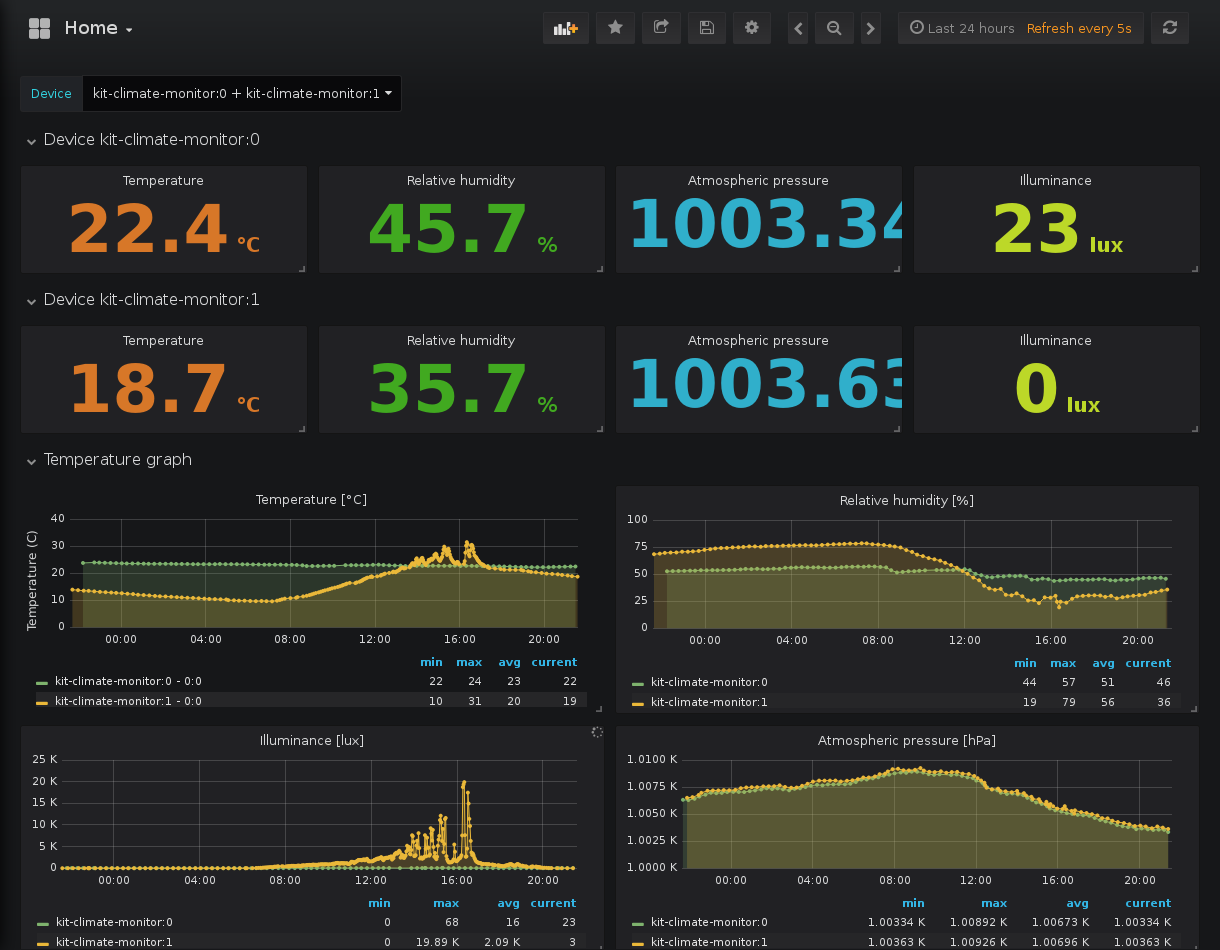 Home
Last 24 hours Refresh every 5s
Device kit-climate-monitor:0 + kit-climate-monitor:1
Device kit-climate-monitor:0
Temperature Relative humidity Atmospheric pressure Illuminance
22.4 °C 45.7 % 1003.34 23 lux
Device kit-climate-monitor:1
Temperature Relative humidity Atmospheric pressure Illuminance
18.7 °C 35.7 % 1003.63 0 lux
Temperature graph
Temperature [°C]
Temperature (C)
40
30
20
10
0
00:00 04:00 08:00 12:00 16:00 20:00
min max avg current
kit-climate-monitor:0 - 0:0 22 24 23 22
kit-climate-monitor:1 - 0:0 10 31 20 19
Relative humidity [%]
100
75
50
25
0
00:00 04:00 08:00 12:00 16:00 20:00
min max avg current
kit-climate-monitor:0 44 57 51 46
kit-climate-monitor:1 19 79 56 36
Illuminance [lux]
25 K
20 K
15 K
10 K
5 K
0
00:00 04:00 08:00 12:00 16:00 20:00
min max avg current
kit-climate-monitor:0 0 68 16 23
kit-climate-monitor:1 0 19.89 K 2.09 K 3
Atmospheric pressure [hPa]
1.0100 K
1.0075 K
1.0050 K
1.0025 K
1.0000 K
00:00 04:00 08:00 12:00 16:00 20:00
min max avg current
kit-climate-monitor:0 1.00334 K 1.00892 K 1.00673 K 1.00334 K
kit-climate-monitor:1 1.00363 K 1.00926 K 1.00696 K 1.00363 K